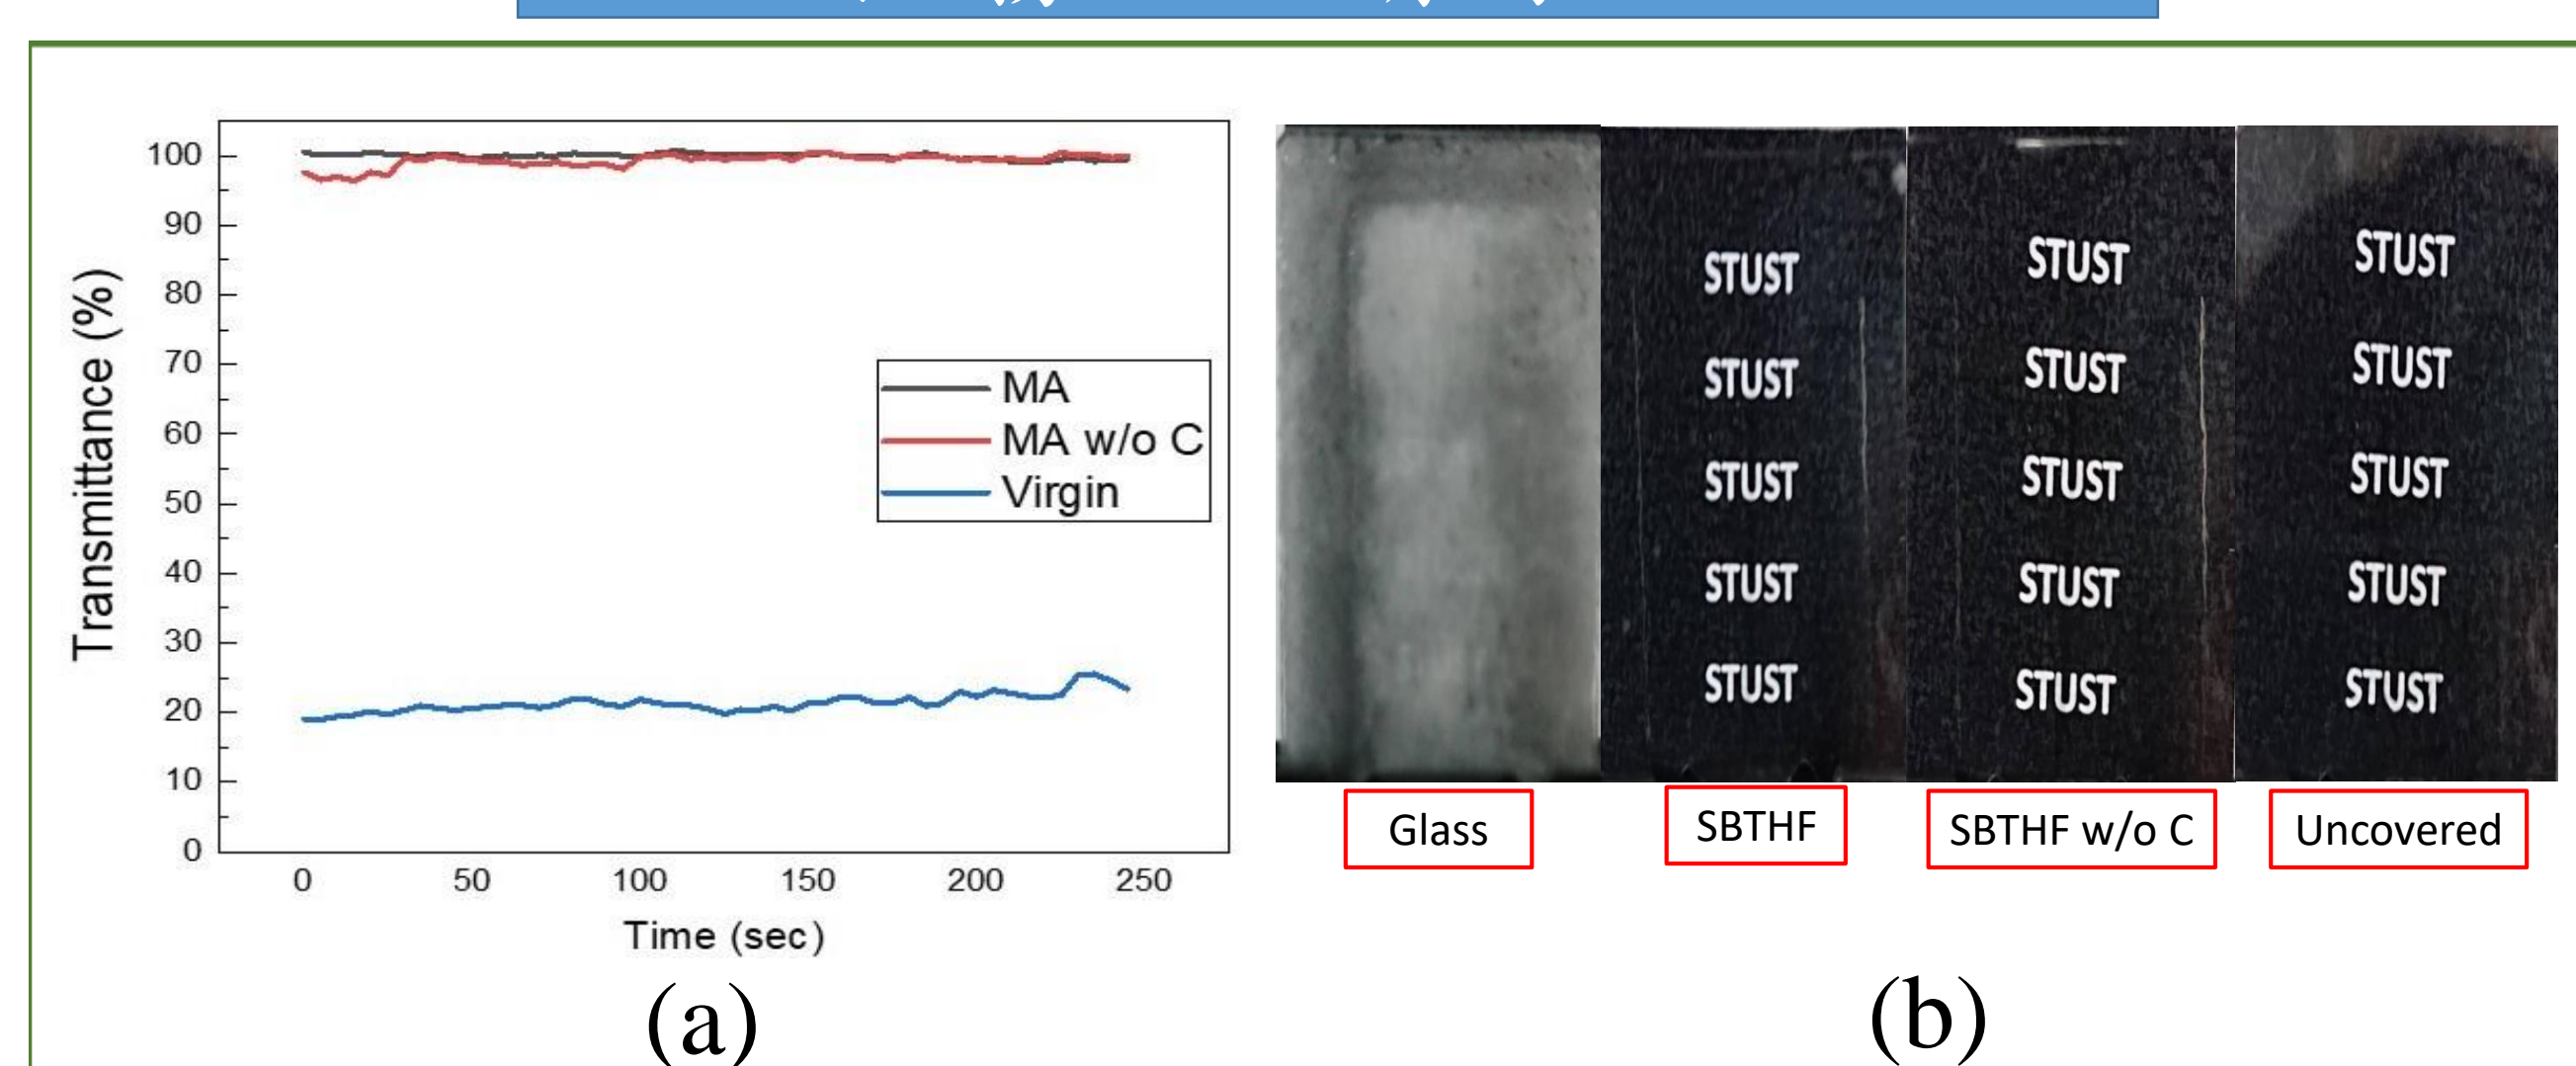 Transmittance (%)
100
90
80
70
60
50
40
30
20
10
0
0 50 100 150 200 250
Time (sec)
MA
MA w/o C
Virgin
(a)
STUST STUST STUST
STUST STUST STUST
STUST STUST STUST
STUST STUST STUST
STUST STUST STUST
Glass SBTHF SBTHF w/o C Uncovered
(b)